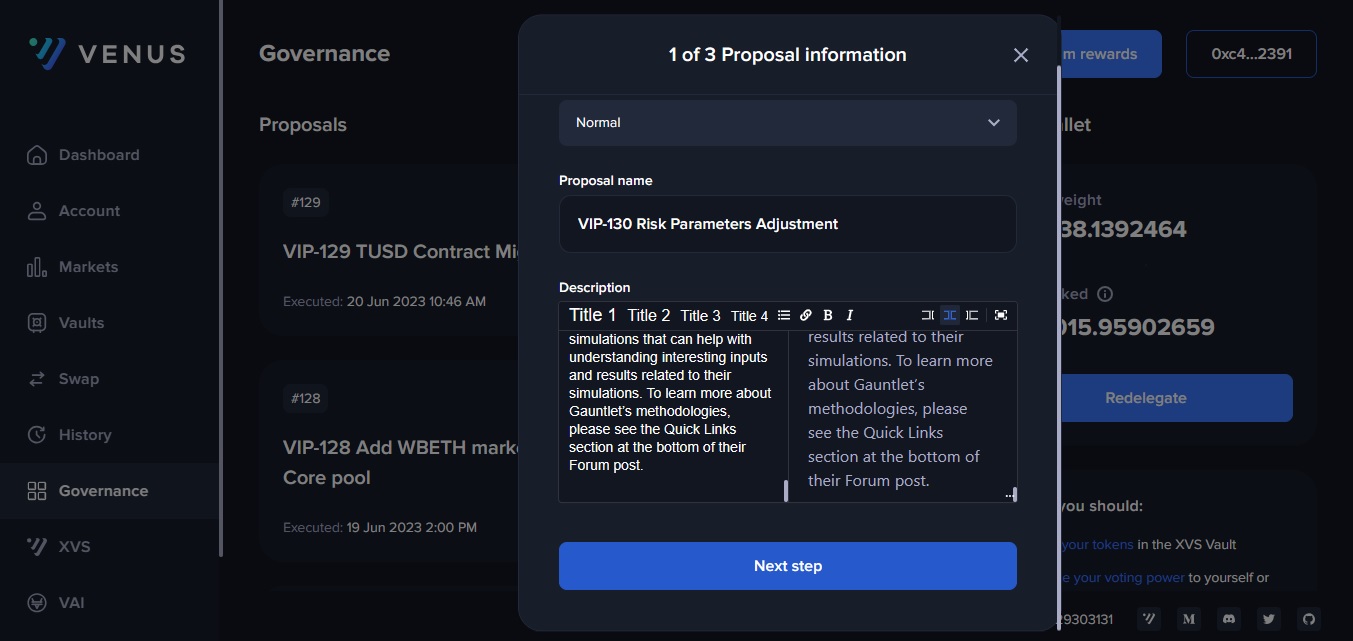 VENUS
Dashboard
Account
Markets
Vaults
Swap
History
Governance
XVS
VAI
Governance
Proposals
#129
VIP-129 TUSD Contract
Executed: 20 Jun 2023 10:46 AM
#128
VIP-128 Add WBETH
Core pool
Executed: 19 Jun 2023 2:00 PM
1 of 3 Proposal information
Normal
Proposal name
VIP-130 Risk Parameters Adjustment
Description
Title 1 Title 2 Title 3 Title 4 B I
simulations that can help with
understanding interesting inputs
and results related to their
simulations. To learn more about
Gauntlet's methodologies,
please see the Quick Links
section at the bottom of their
Forum post.
results related to their
simulations. To learn more
about Gauntlet’s
methodologies, please
see the Quick Links
section at the bottom of
their Forum post.
Next step
rewards
0xc4...2391
38.1392464
015.95902659
Redelegate
you should:
your tokens in the XVS Vault
your voting power to yourself or
29303131